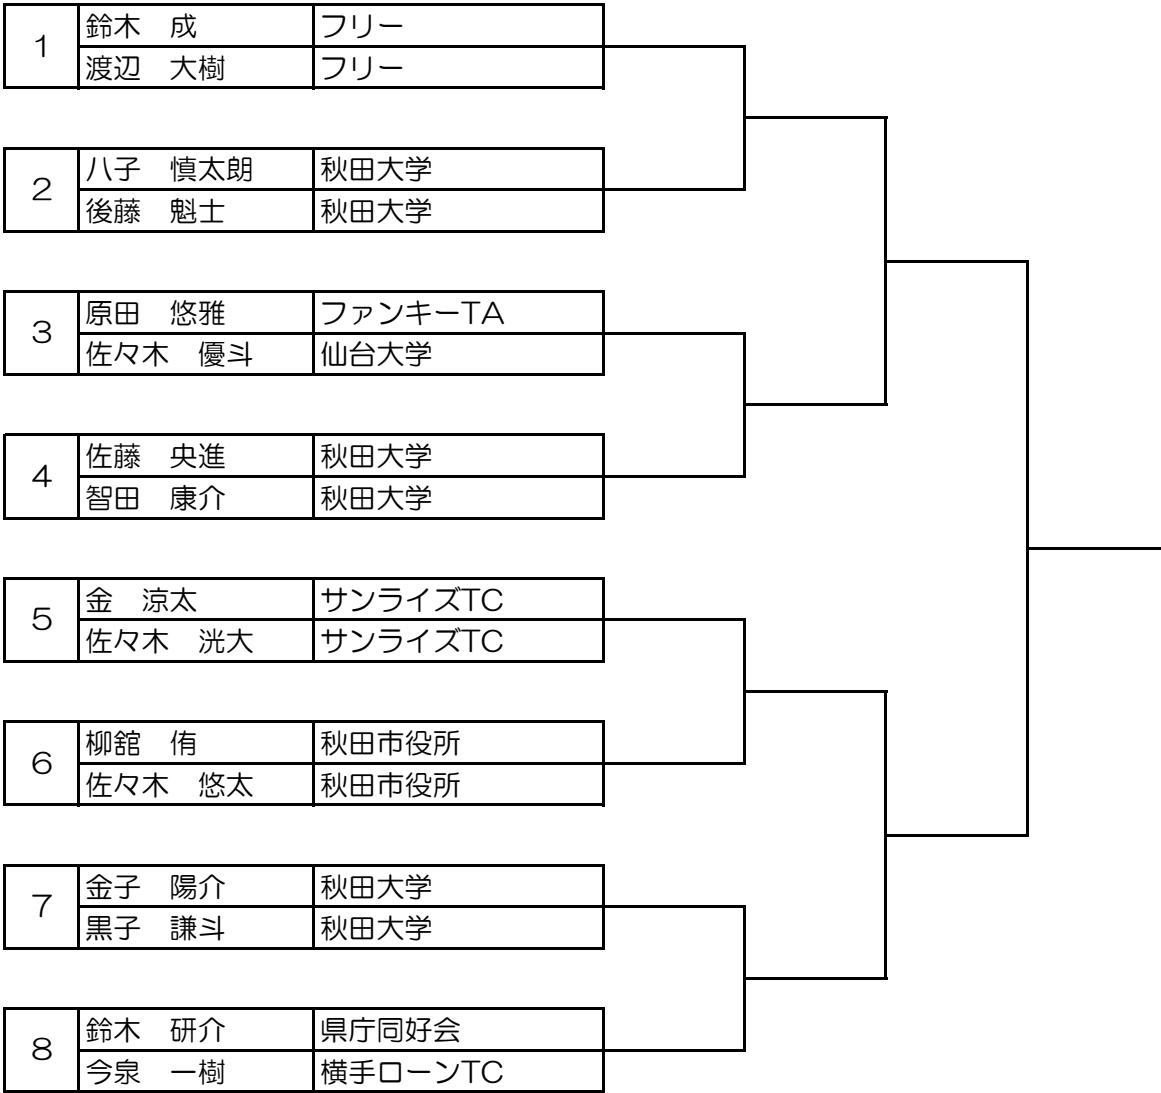 1
鈴木　成　フリー
渡辺　大樹　フリー
2
八子　慎太朗　秋田大学
後藤　魁士　秋田大学
3
原田　悠雅　ファンキーTA
佐々木　優斗　仙台大学
4
佐藤　央進　秋田大学
智田　康介　秋田大学
5
金　涼太　サンライズTC
佐々木　洸大　サンライズTC
6
柳舘　侑　秋田市役所
佐々木　悠太　秋田市役所
7
金子　陽介　秋田大学
黒子　謙斗　秋田大学
8
鈴木　研介　県庁同好会
今泉　一樹　横手ローンTC